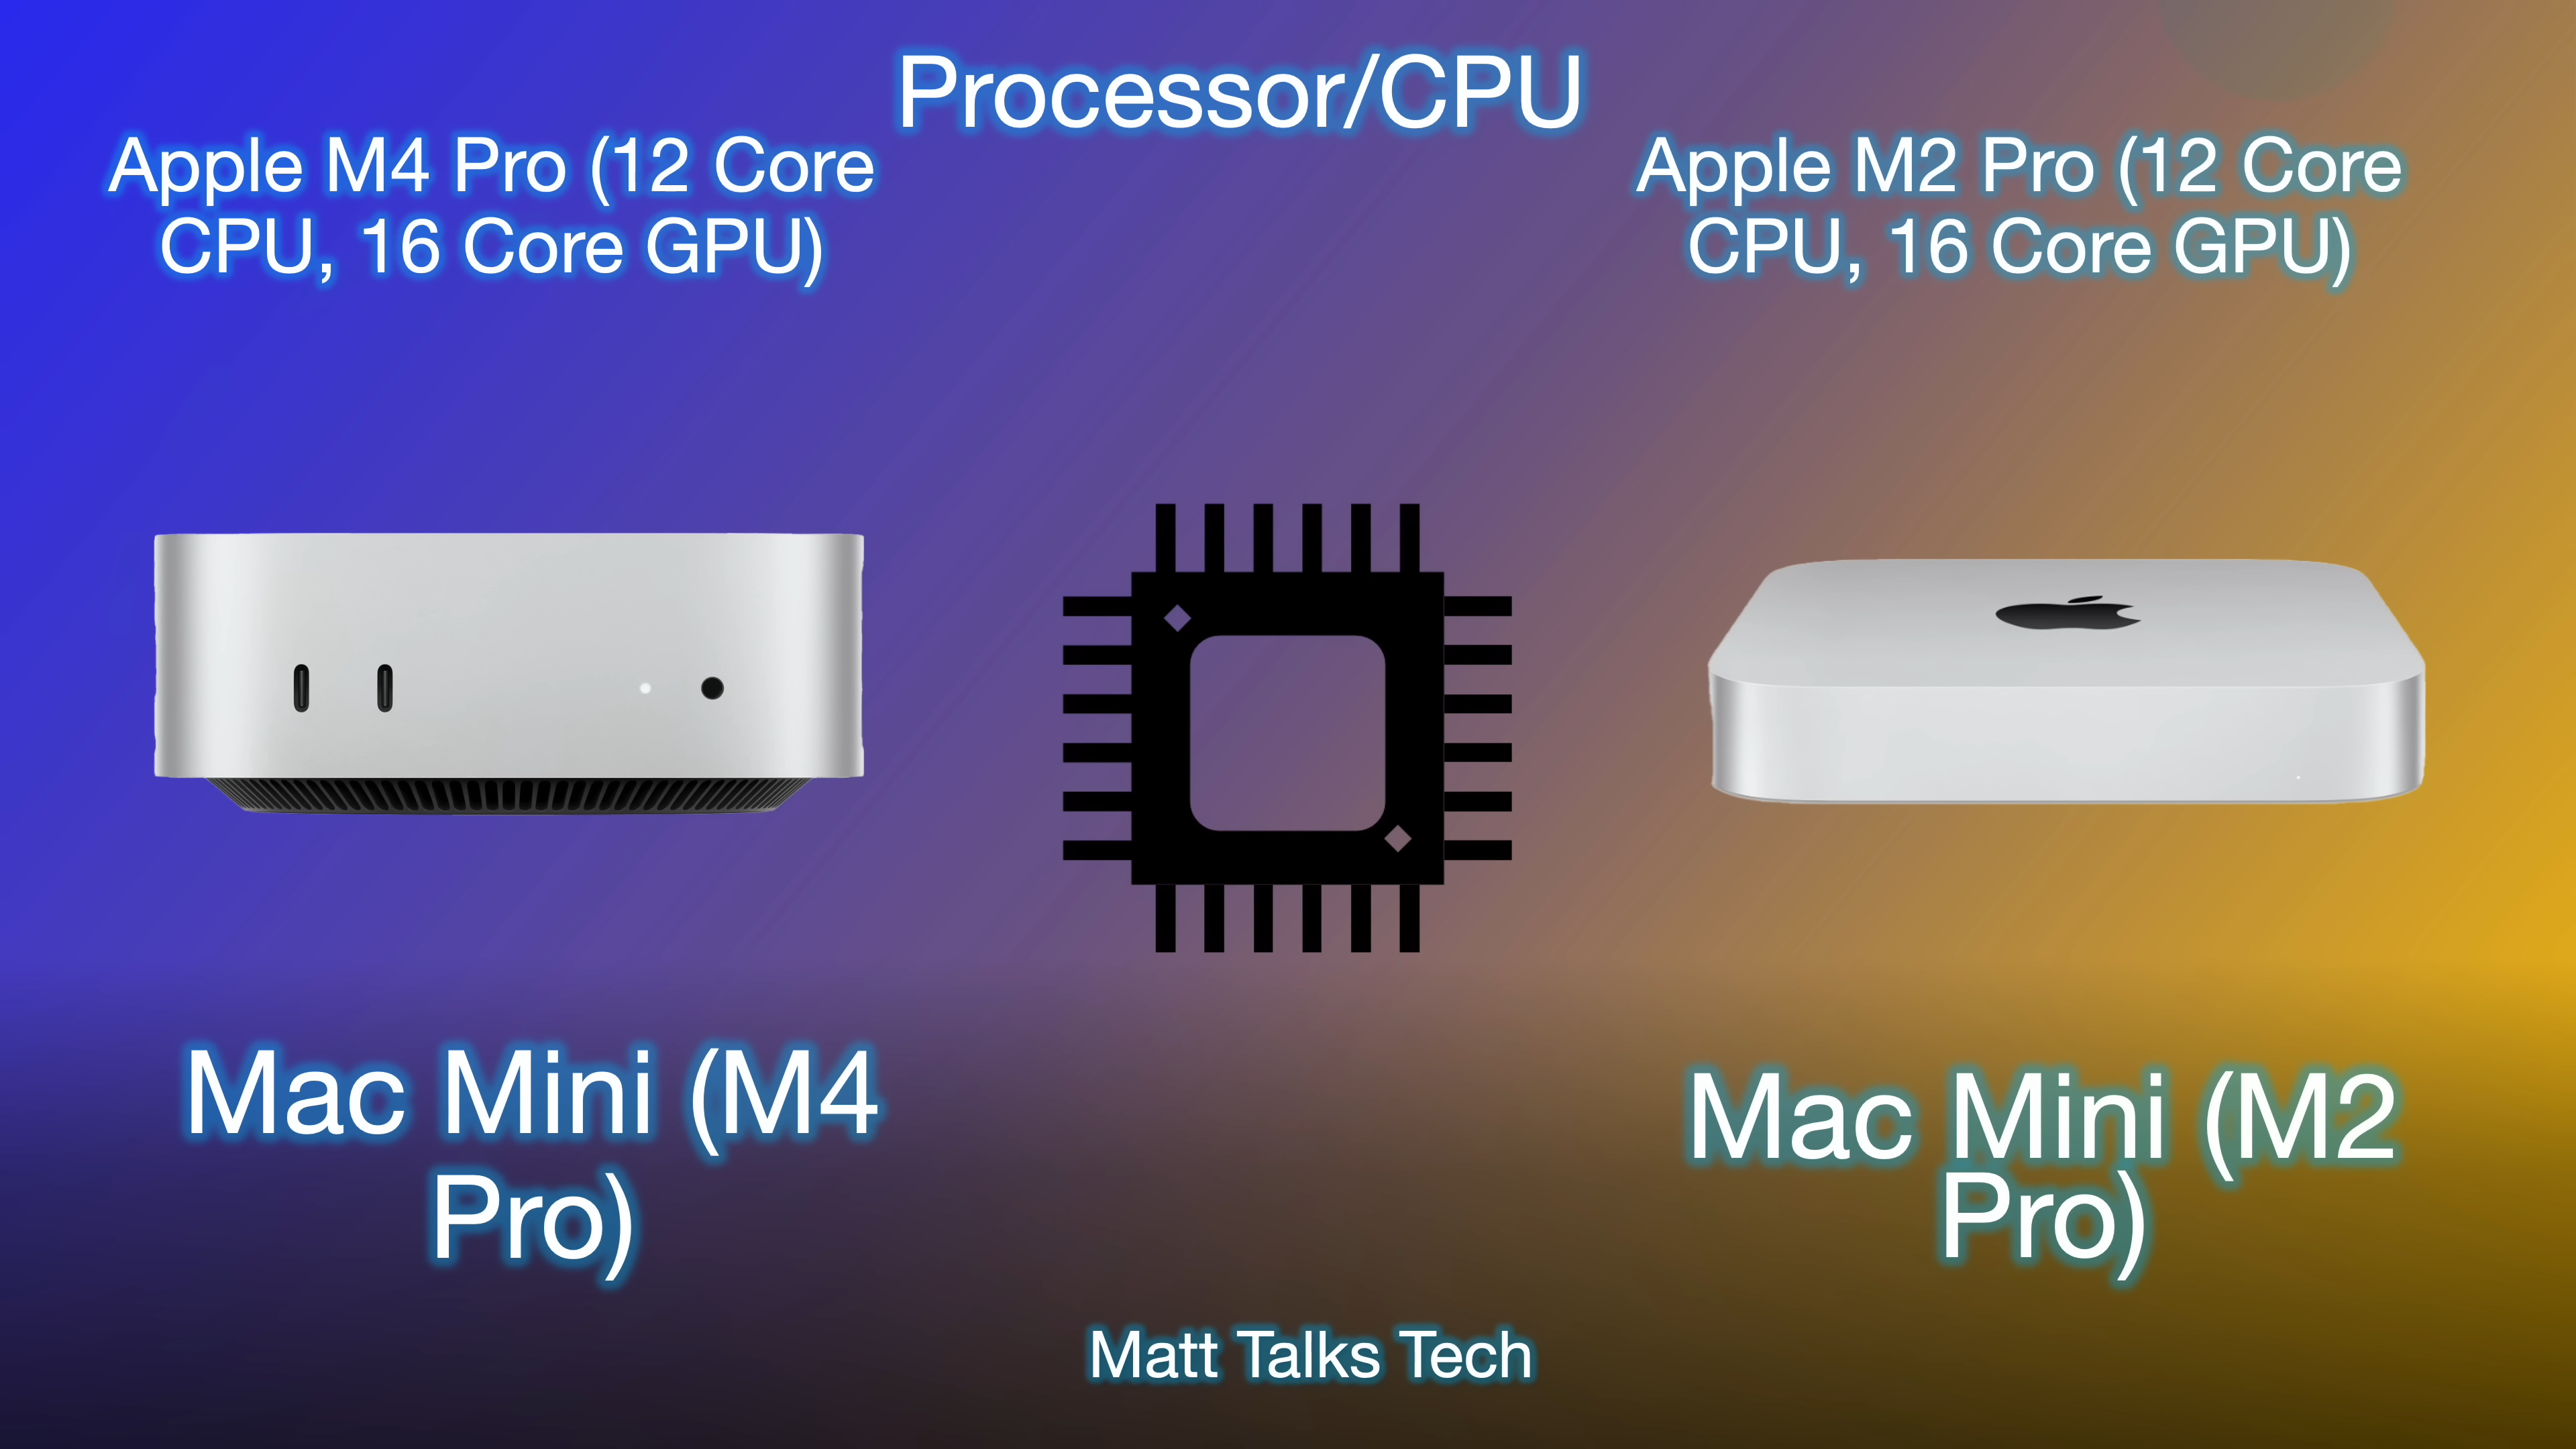 Processor/CPU
Apple M4 Pro (12 Core
CPU, 16 Core GPU)
Apple M2 Pro (12 Core
CPU, 16 Core GPU)
Mac Mini (M4
Pro)
Mac Mini (M2
Pro)
Matt Talks Tech